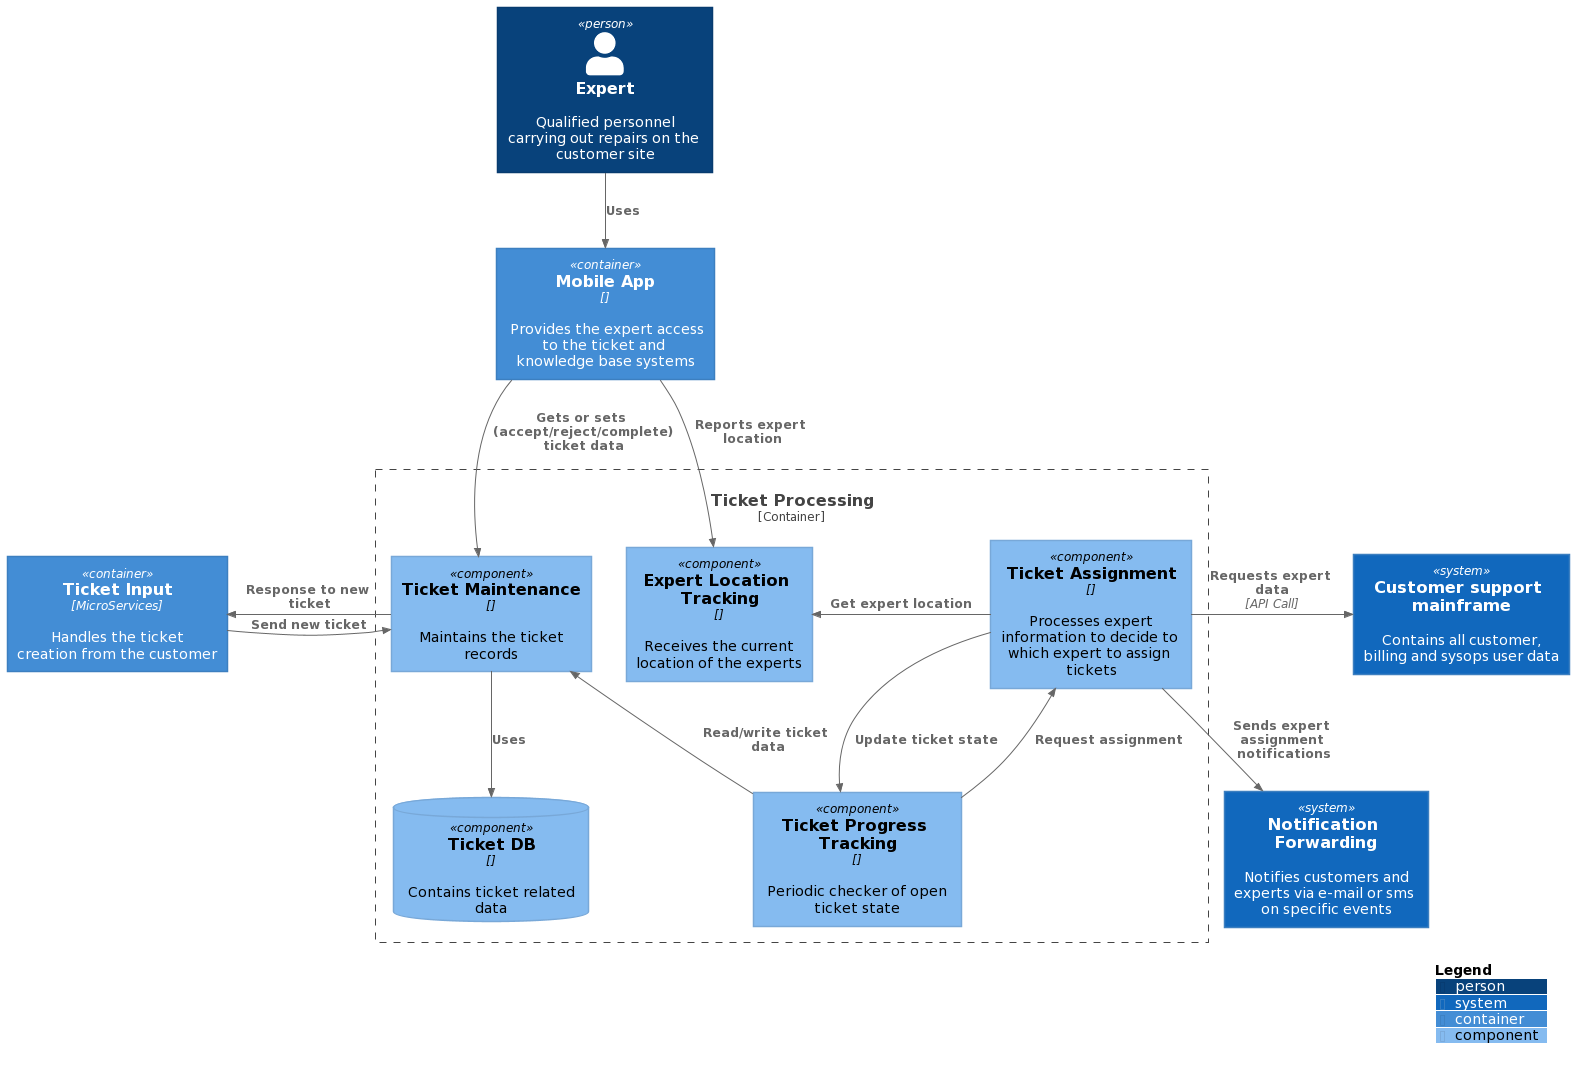 «person»
Expert
Qualified personnel
carrying out repairs on the
customer site
Uses
«container»
Mobile App
[]
Provides the expert access
to the ticket and
knowledge base systems
Gets or sets
(accept/reject/complete)
ticket data
Reports expert
location
Ticket Processing
[Container]
«container»
Ticket Input
[MicroServices]
Handles the ticket
creation from the customer
Response to new
ticket
Send new ticket
«component»
Ticket Maintenance
[]
Maintains the ticket
records
«component»
Expert Location
Tracking
[]
Receives the current
location of the experts
Get expert location
«component»
Ticket Assignment
[]
Processes expert
information to decide to
which expert to assign
tickets
Requests expert
data
[API Call]
«system»
Customer support
mainframe
Contains all customer,
billing and sysops user data
Uses
Read/write ticket
data
Update ticket state
Request assignment
Sends expert
assignment
notifications
«component»
Ticket DB
[]
Contains ticket related
data
«component»
Ticket Progress
Tracking
[]
Periodic checker of open
ticket state
«system»
Notification
Forwarding
Notifies customers and
experts via e-mail or sms
on specific events
Legend
person
system
container
component